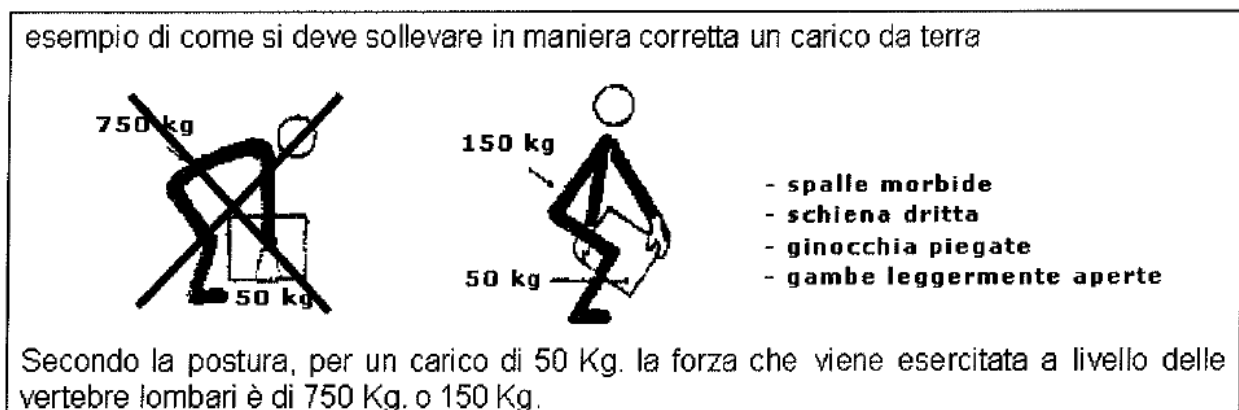 esempio di come si deve sollevare in maniera corretta un carico da terra
750 kg
50 kg
150 kg
50 kg
- spalle morbide
- schiena dritta
- ginocchia piegate
- gambe leggermente aperte
Secondo la postura, per un carico di 50 Kg. la forza che viene esercitata a livello delle
vertebre lombari è di 750 Kg. o 150 Kg.